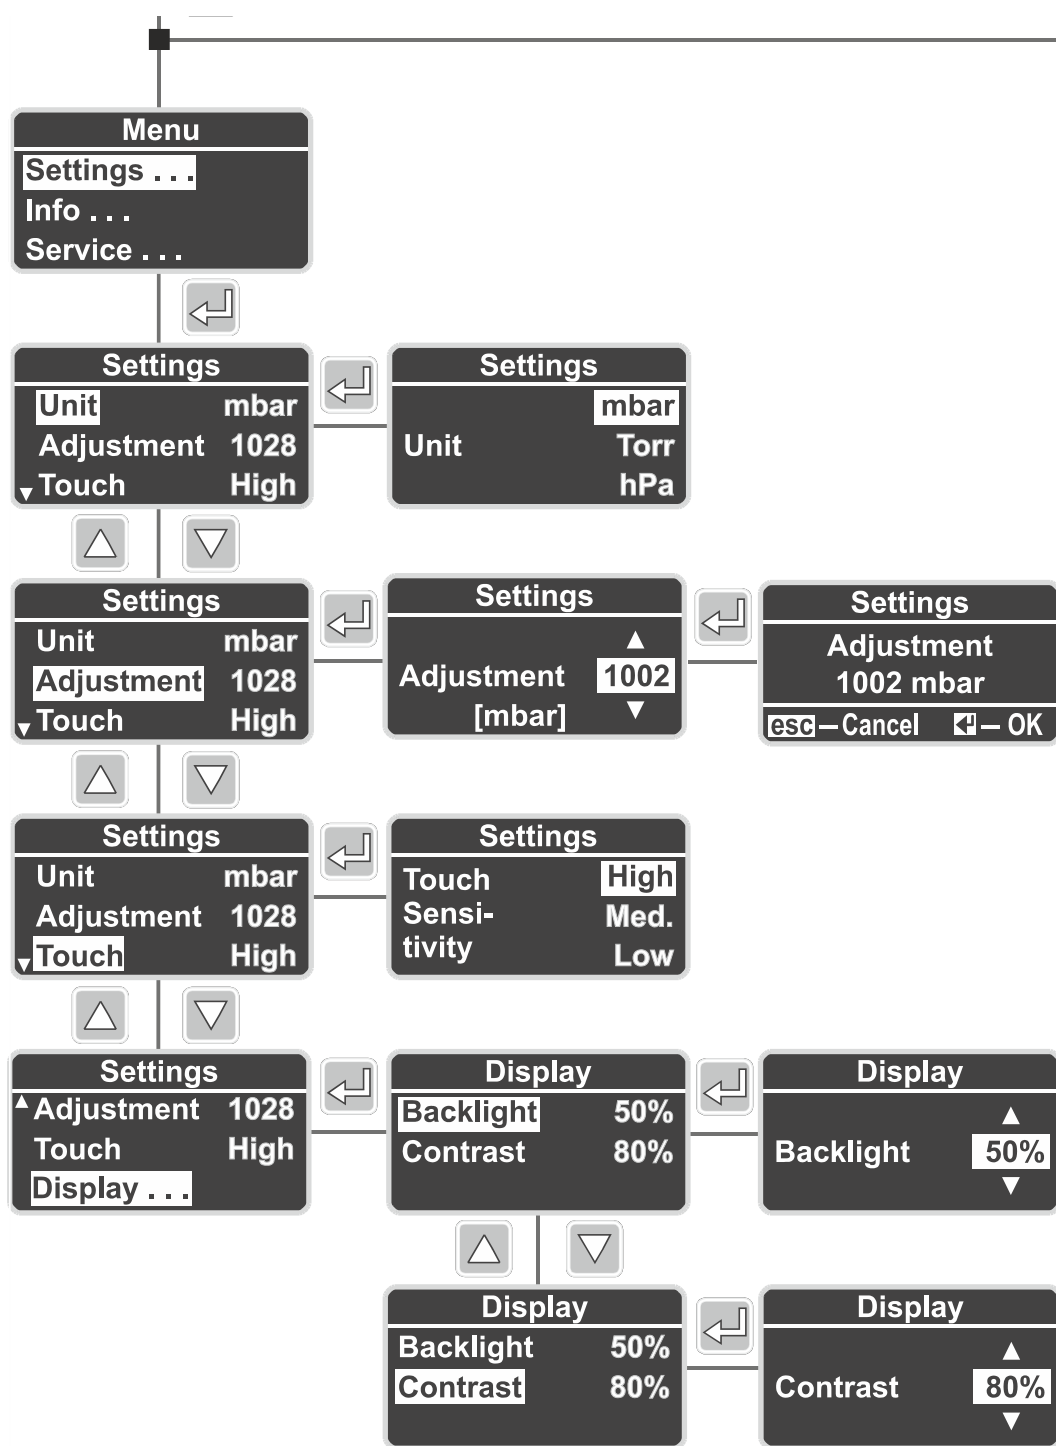 Menu
Settings . . .
Info . . .
Service . . .
Settings
Unit mbar
Adjustment 1028
▼ Touch High
Settings
mbar
Unit Torr
hPa
Settings
Unit mbar
Adjustment 1028
▼ Touch High
Settings
▲
Adjustment 1002
[mbar] ▼
Settings
Adjustment
1002 mbar
esc – Cancel ↵ – OK
Settings
Unit mbar
Adjustment 1028
▼ Touch High
Settings
Touch High
Sensi- Med.
tivity Low
Settings
▲ Adjustment 1028
Touch High
Display . . .
Display
Backlight 50%
Contrast 80%
Display
▲
Backlight 50%
▼
Display
Backlight 50%
Contrast 80%
Display
▲
Contrast 80%
▼